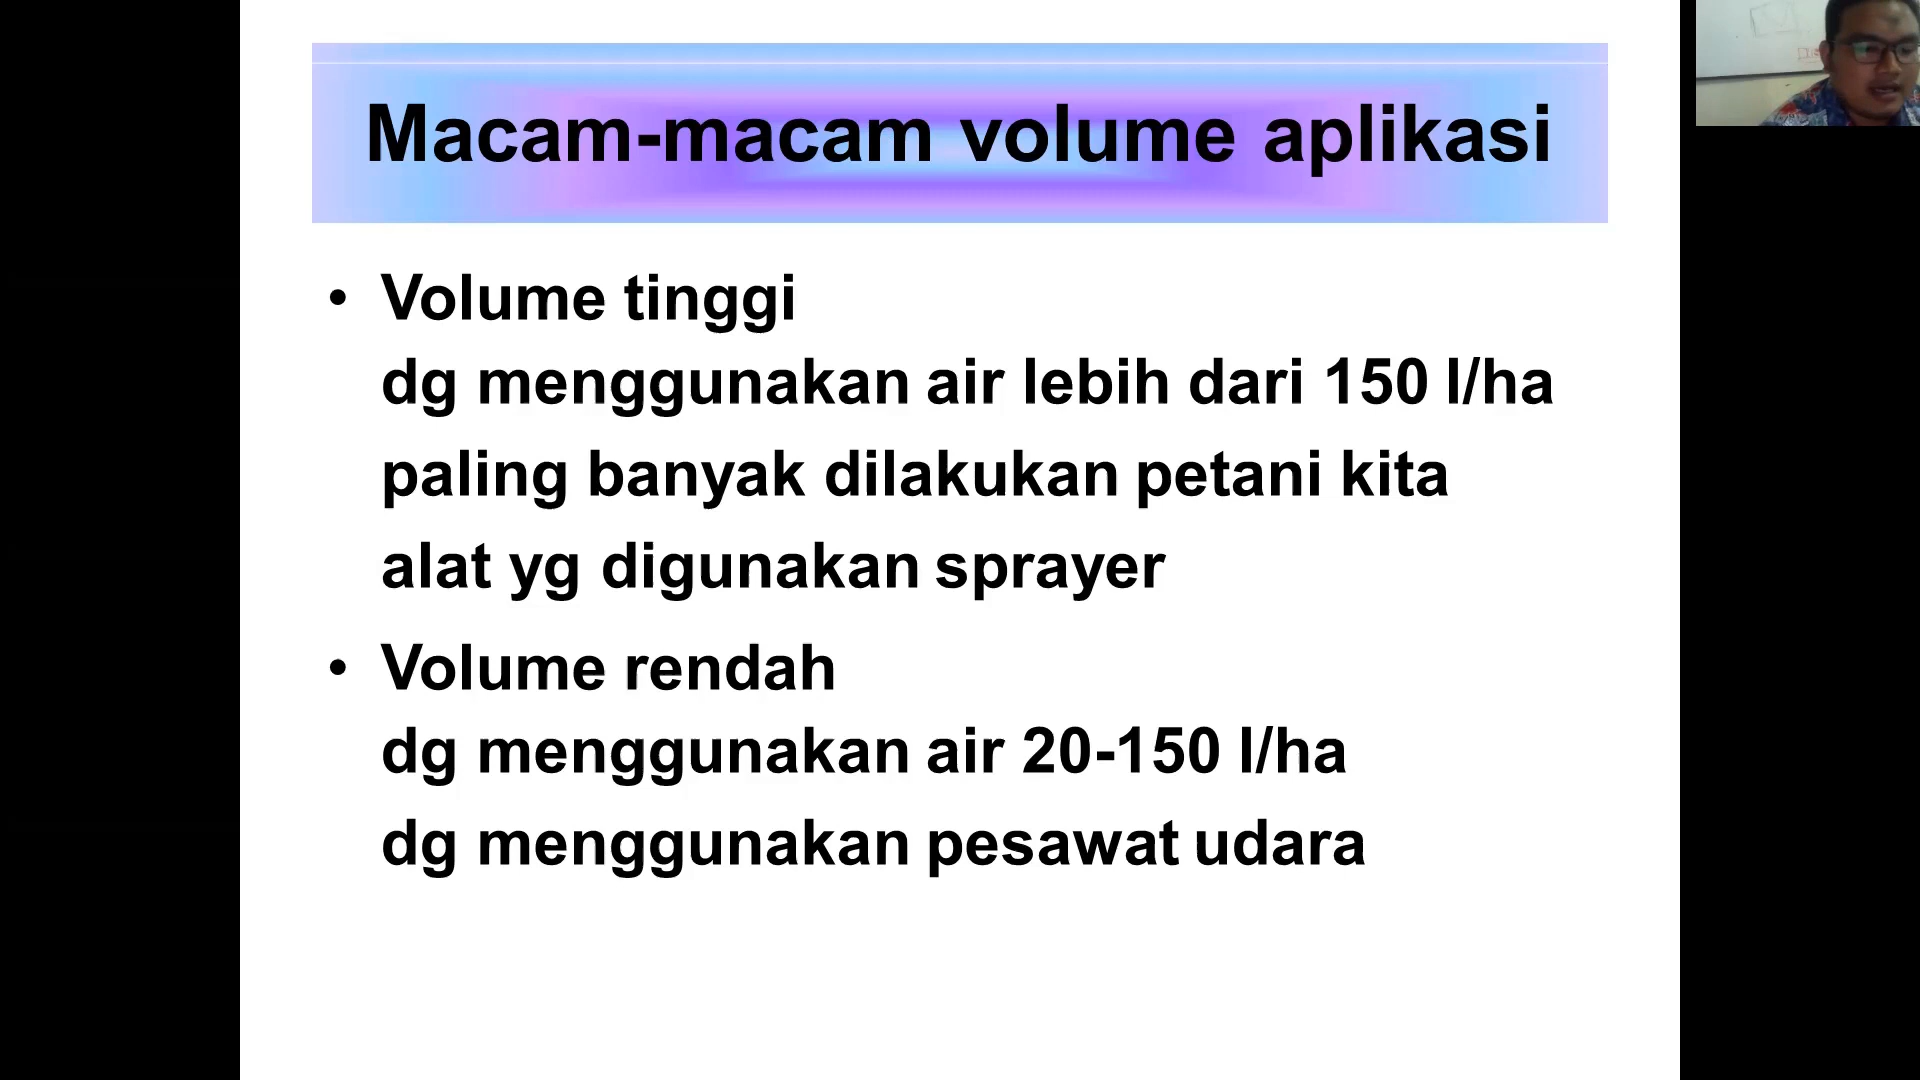 Macam-macam volume aplikasi
• Volume tinggi
dg menggunakan air lebih dari 150 l/ha
paling banyak dilakukan petani kita
alat yg digunakan sprayer
• Volume rendah
dg menggunakan air 20-150 l/ha
dg menggunakan pesawat udara